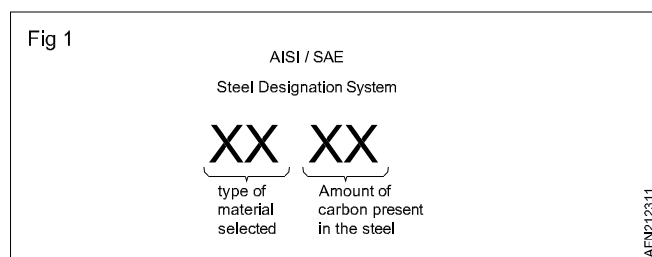 Fig 1
AISI / SAE
Steel Designation System
XX XX
type of material selected
Amount of carbon present in the steel
AFN212311